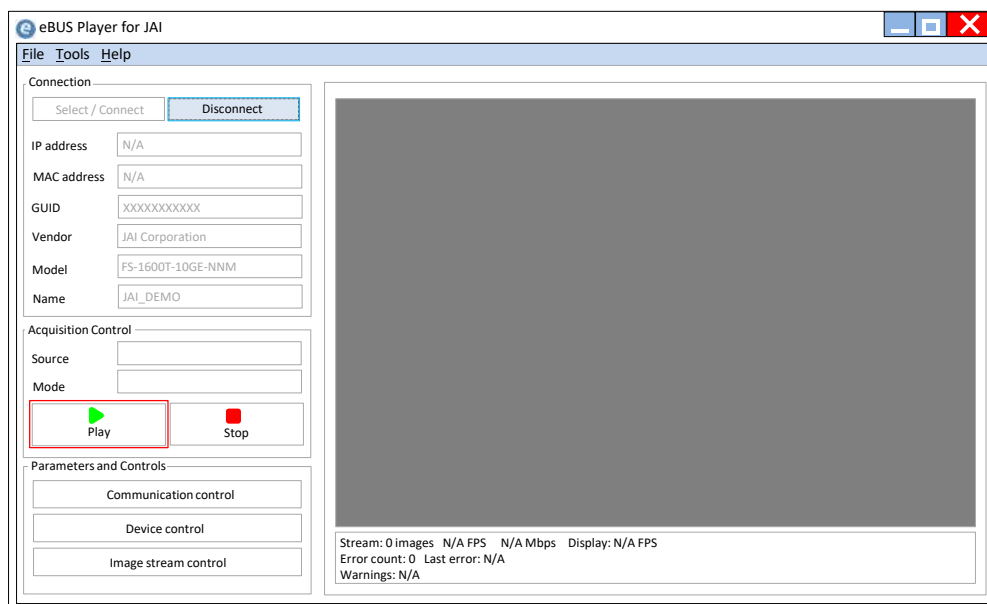 eBUS Player for JAI
File Tools Help
Connection
Select / Connect Disconnect
IP address N/A
MAC address N/A
GUID XXXXXXXXXXX
Vendor JAI Corporation
Model FS-1600T-10GE-NNM
Name JAI_DEMO
Acquisition Control
Source
Mode
Play Stop
Parameters and Controls
Communication control
Device control
Image stream control
Stream: 0 images N/A FPS N/A Mbps Display: N/A FPS
Error count: 0 Last error: N/A
Warnings: N/A